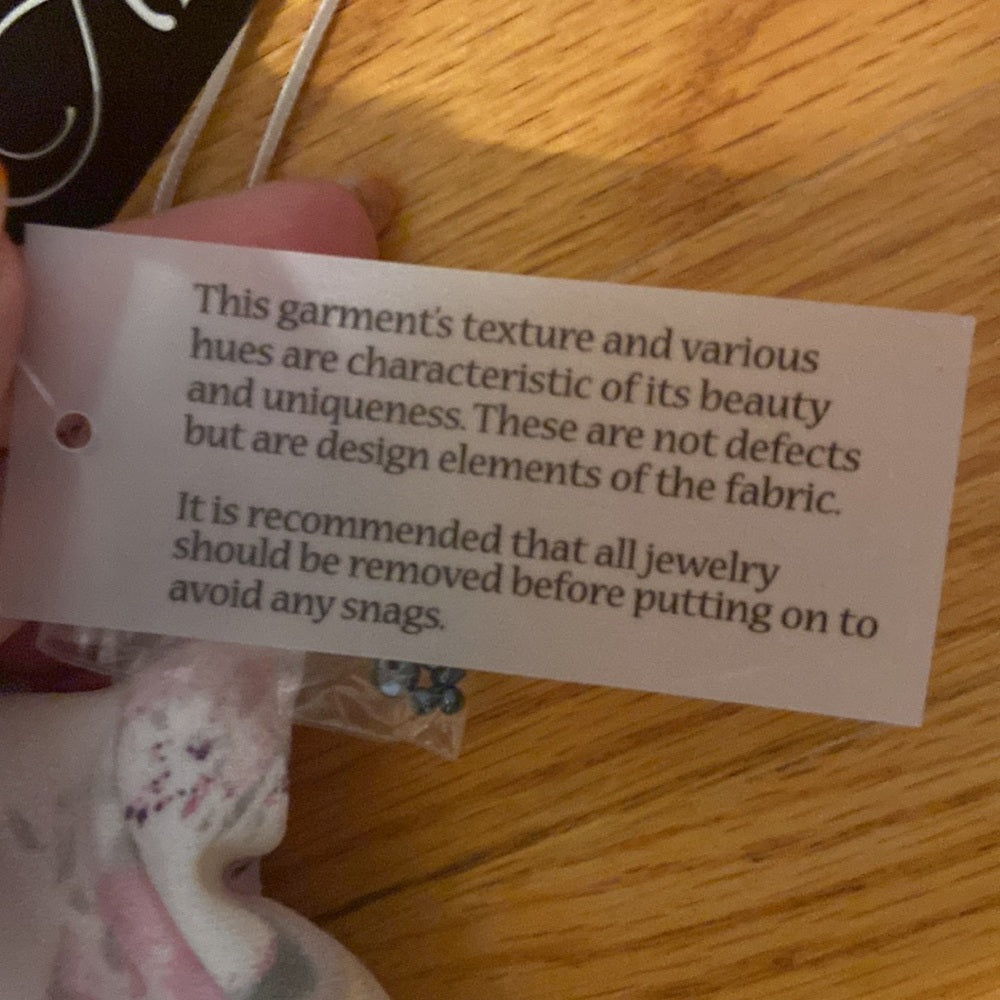 This garment's texture and various
hues are characteristic of its beauty
and uniqueness. These are not defects
but are design elements of the fabric.
It is recommended that all jewelry
should be removed before putting on to
avoid any snags.